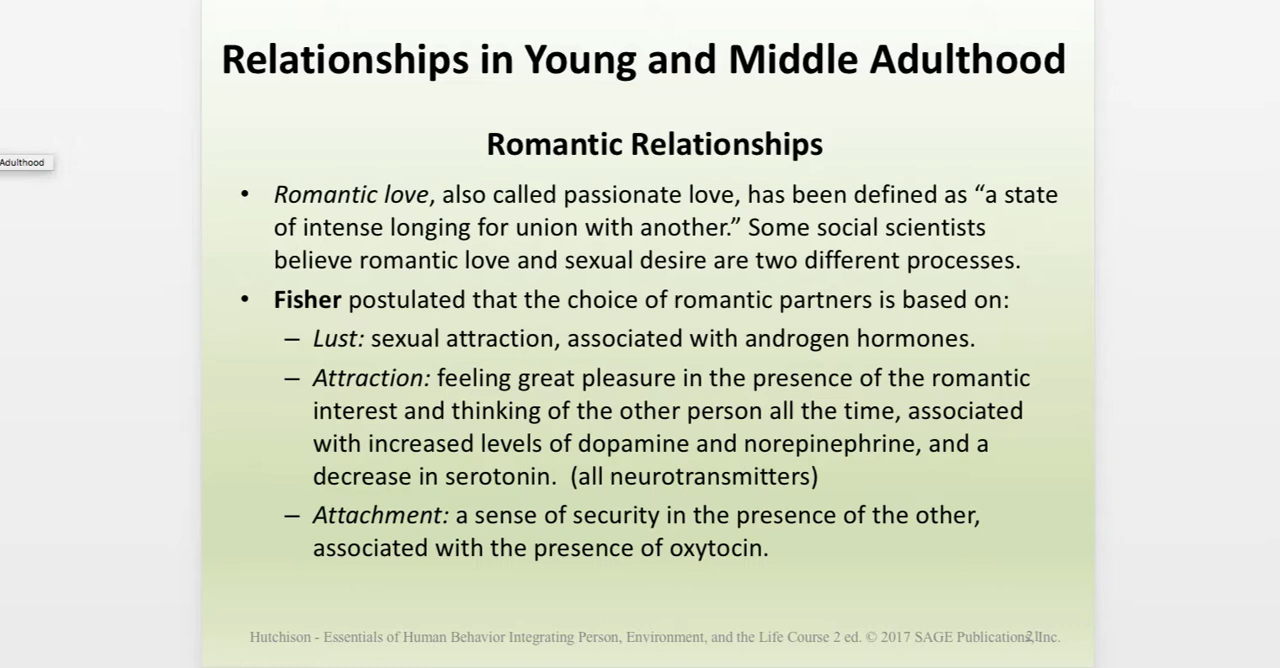 Relationships in Young and Middle Adulthood
Romantic Relationships
Adulthood
• Romantic love, also called passionate love, has been defined as “a state
of intense longing for union with another.” Some social scientists
believe romantic love and sexual desire are two different processes.
• Fisher postulated that the choice of romantic partners is based on:
– Lust: sexual attraction, associated with androgen hormones.
– Attraction: feeling great pleasure in the presence of the romantic
interest and thinking of the other person all the time, associated
with increased levels of dopamine and norepinephrine, and a
decrease in serotonin.  (all neurotransmitters)
– Attachment: a sense of security in the presence of the other,
associated with the presence of oxytocin.
Hutchison - Essentials of Human Behavior Integrating Person, Environment, and the Life Course 2 ed. © 2017 SAGE Publications, Inc.